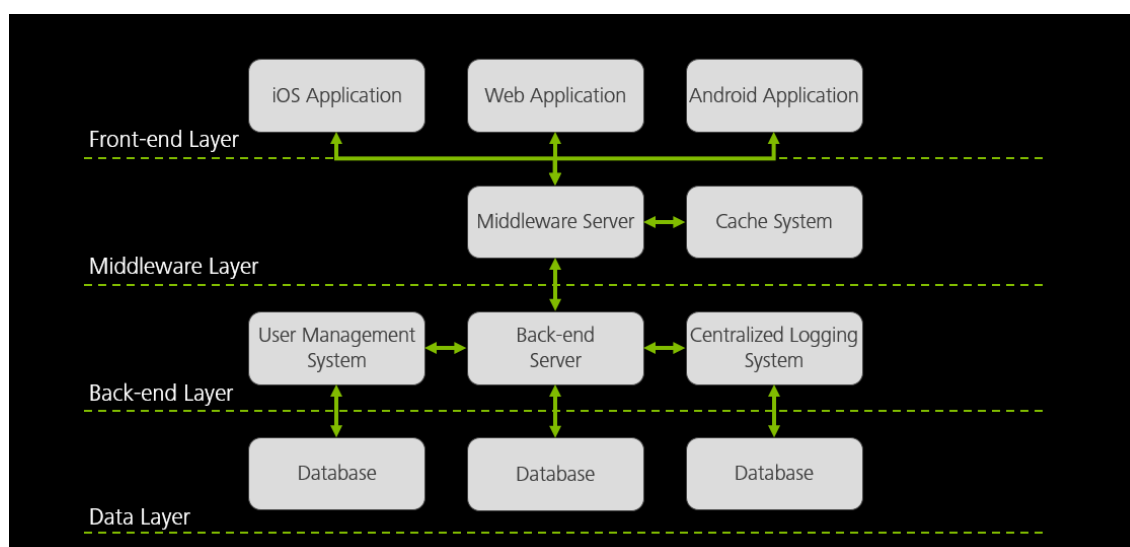 iOS Application
Web Application
Android Application
Front-end Layer
Middleware Server
Cache System
Middleware Layer
User Management
System
Back-end
Server
Centralized Logging
System
Back-end Layer
Database
Database
Database
Data Layer